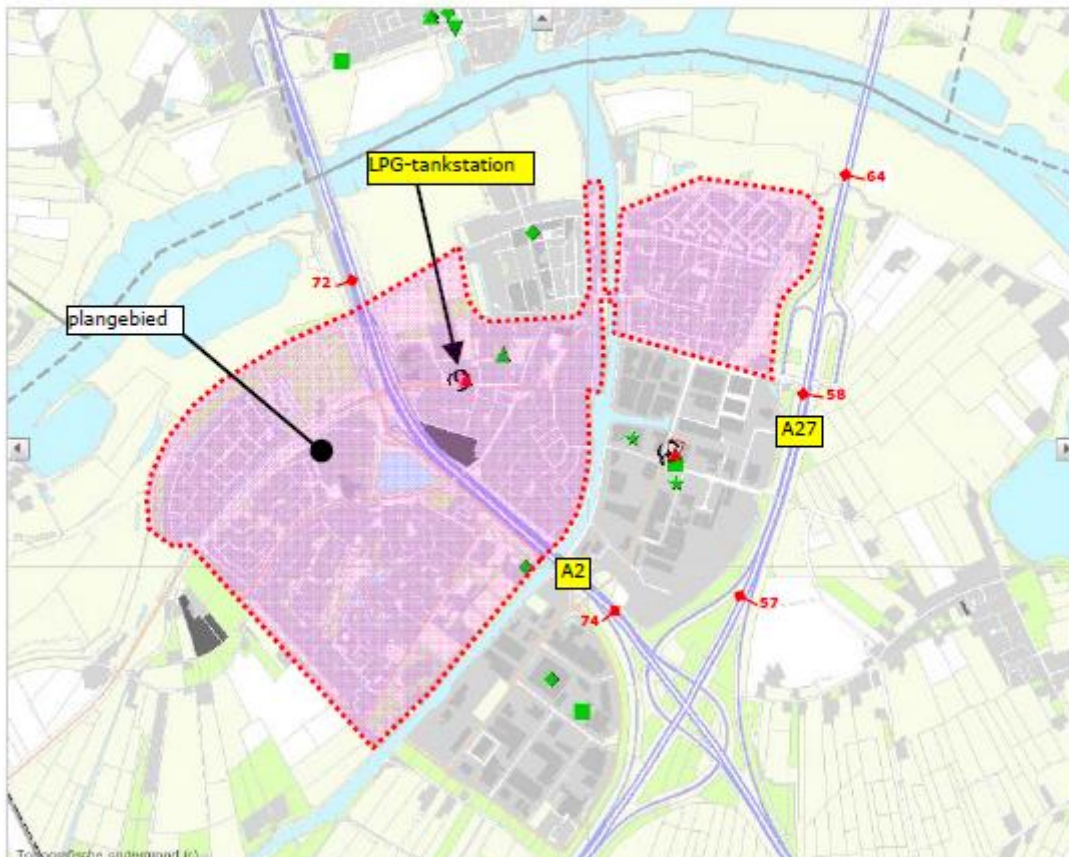 LPG-tankstation
64
72
plangebied
58
A27
A2
57
74
Topografische ondergrond (c)